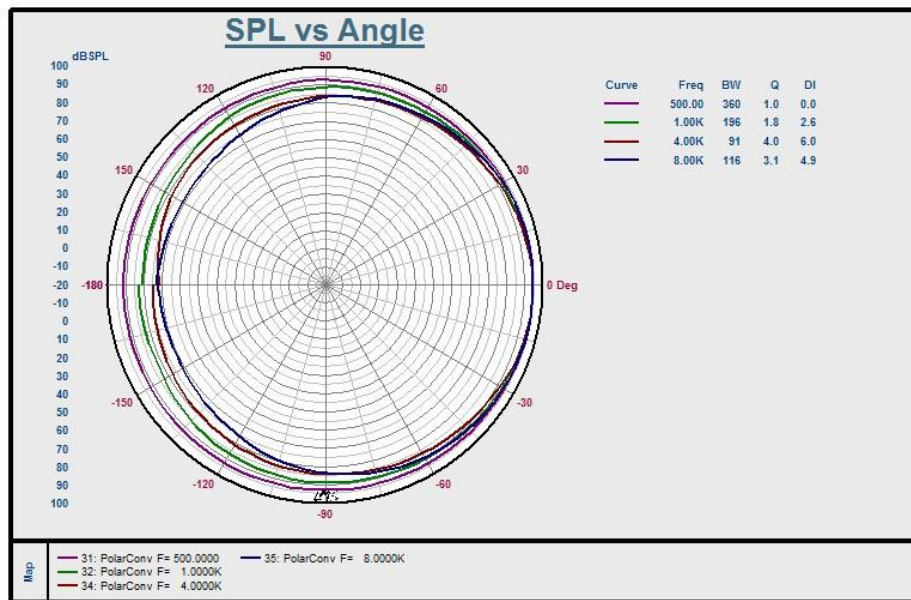 SPL vs Angle
dBSPL
100
90
80
70
60
50
40
30
20
10
0
-10
-20
-10
0
10
20
30
40
50
60
70
80
90
100
90
120
60
150
30
-180
0 Deg
-150
-30
-120
-60
-90
LMS
Curve Freq BW Q DI
500.00 360 1.0 0.0
1.00K 196 1.8 2.6
4.00K 91 4.0 6.0
8.00K 116 3.1 4.9
Map
31: PolarConv F= 500.0000
35: PolarConv F= 8.0000K
32: PolarConv F= 1.0000K
34: PolarConv F= 4.0000K